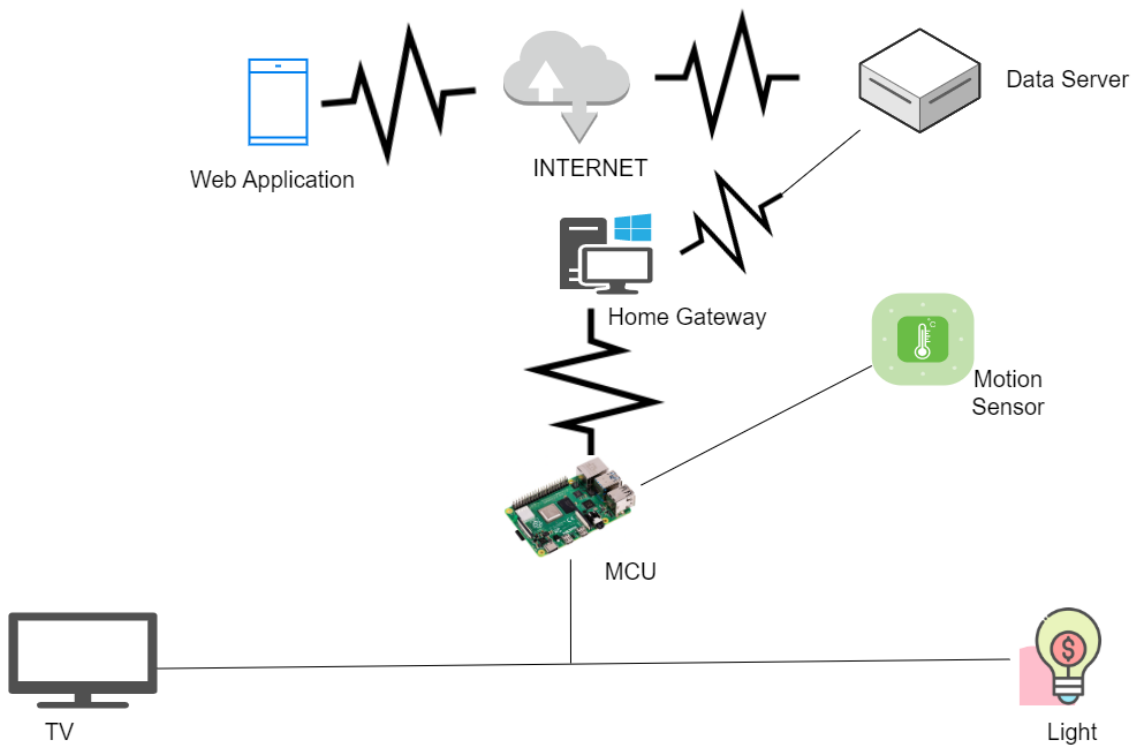 Data Server
Web Application
INTERNET
Home Gateway
Motion
Sensor
MCU
TV
Light
$